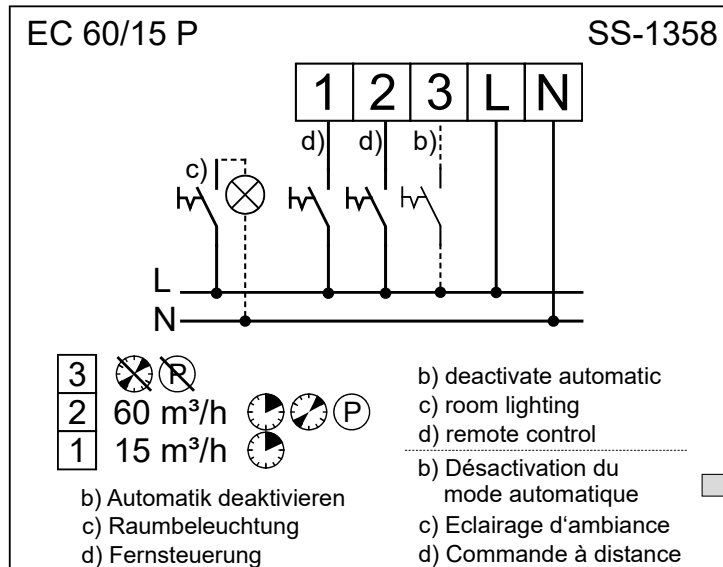 EC 60/15 P SS-1358
1 2 3 L N
d) d) b)
c)
L
N
3 P
2 60 m³/h P
1 15 m³/h
b) Automatik deaktivieren
c) Raumbeleuchtung
d) Fernsteuerung
b) deactivate automatic
c) room lighting
d) remote control
b) Désactivation du
mode automatique
c) Eclairage d‘ambiance
d) Commande à distance